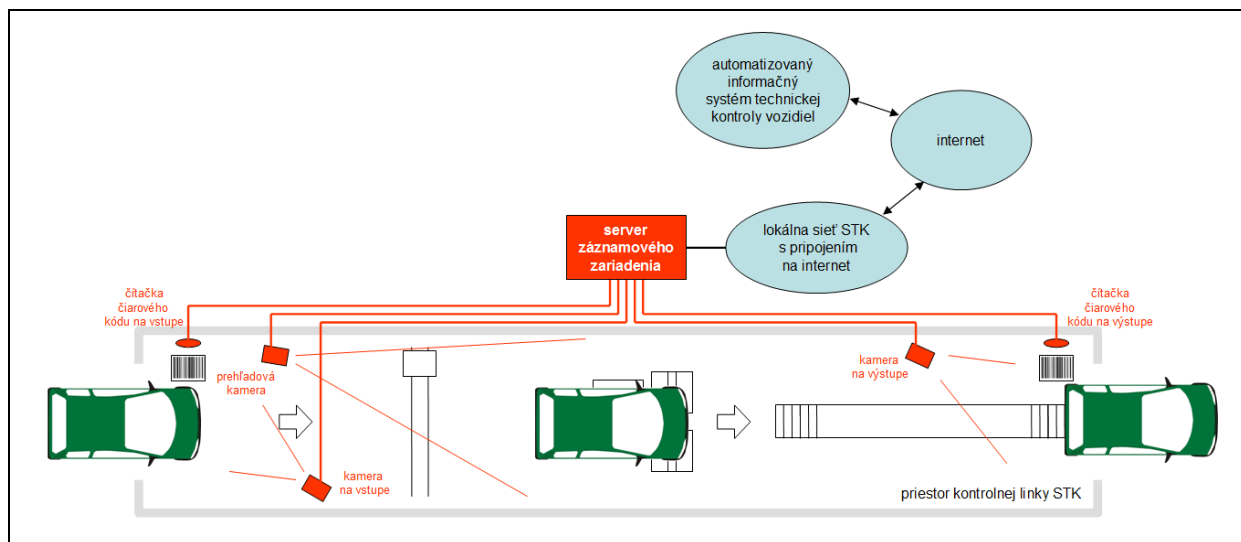 automatizovaný
informačný
systém technickej
kontroly vozidiel
internet
lokálna sieť STK
s pripojením
na internet
server
záznamového
zariadenia
čítačka
čiarového
kódu na vstupe
čítačka
čiarového
kódu na výstupe
prehľadová
kamera
kamera
na výstupe
kamera
na vstupe
priestor kontrolnej linky STK